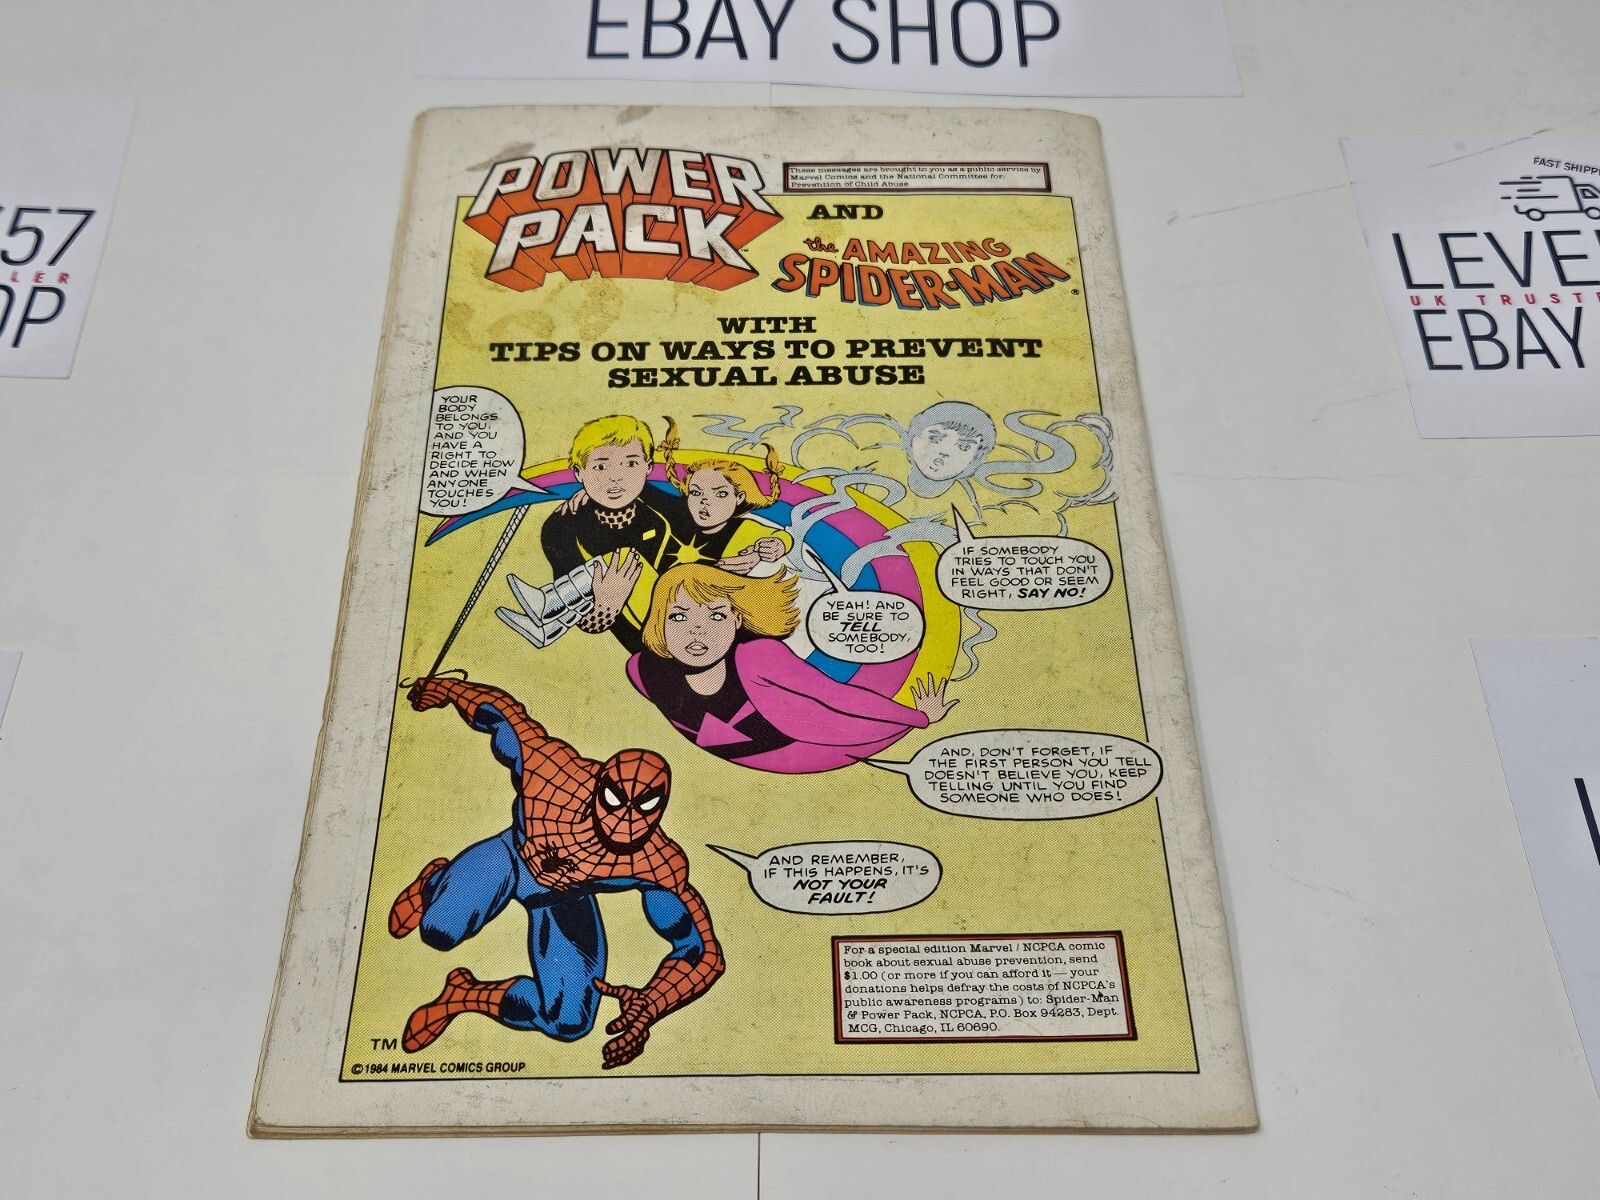 EBAY SHOP
57
LER
OP
FAST SHIPP
LEVE
UK TRUSTE
EBAY
POWER
PACK
™
These messages are brought to you as a public service by
Marvel Comics and the National Committee for
Prevention of Child Abuse
AND
the AMAZING
SPIDER-MAN
®
WITH
TIPS ON WAYS TO PREVENT
SEXUAL ABUSE
YOUR
BODY
BELONGS
TO YOU,
AND YOU
HAVE A
RIGHT TO
DECIDE HOW
AND WHEN
ANYONE
TOUCHES
YOU!
IF SOMEBODY
TRIES TO TOUCH YOU
IN WAYS THAT DON'T
FEEL GOOD OR SEEM
RIGHT, SAY NO!
YEAH! AND
BE SURE TO
TELL
SOMEBODY,
TOO!
AND, DON'T FORGET, IF
THE FIRST PERSON YOU TELL
DOESN'T BELIEVE YOU, KEEP
TELLING UNTIL YOU FIND
SOMEONE WHO DOES!
AND REMEMBER,
IF THIS HAPPENS, IT'S
NOT YOUR
FAULT!
For a special edition Marvel / NCPCA comic
book about sexual abuse prevention, send
$1.00 (or more if you can afford it — your
donations helps defray the costs of NCPCA's
public awareness programs) to: Spider-Man
& Power Pack, NCPCA, P.O. Box 94283, Dept.
MCG, Chicago, IL 60690.
TM
© 1984 MARVEL COMICS GROUP